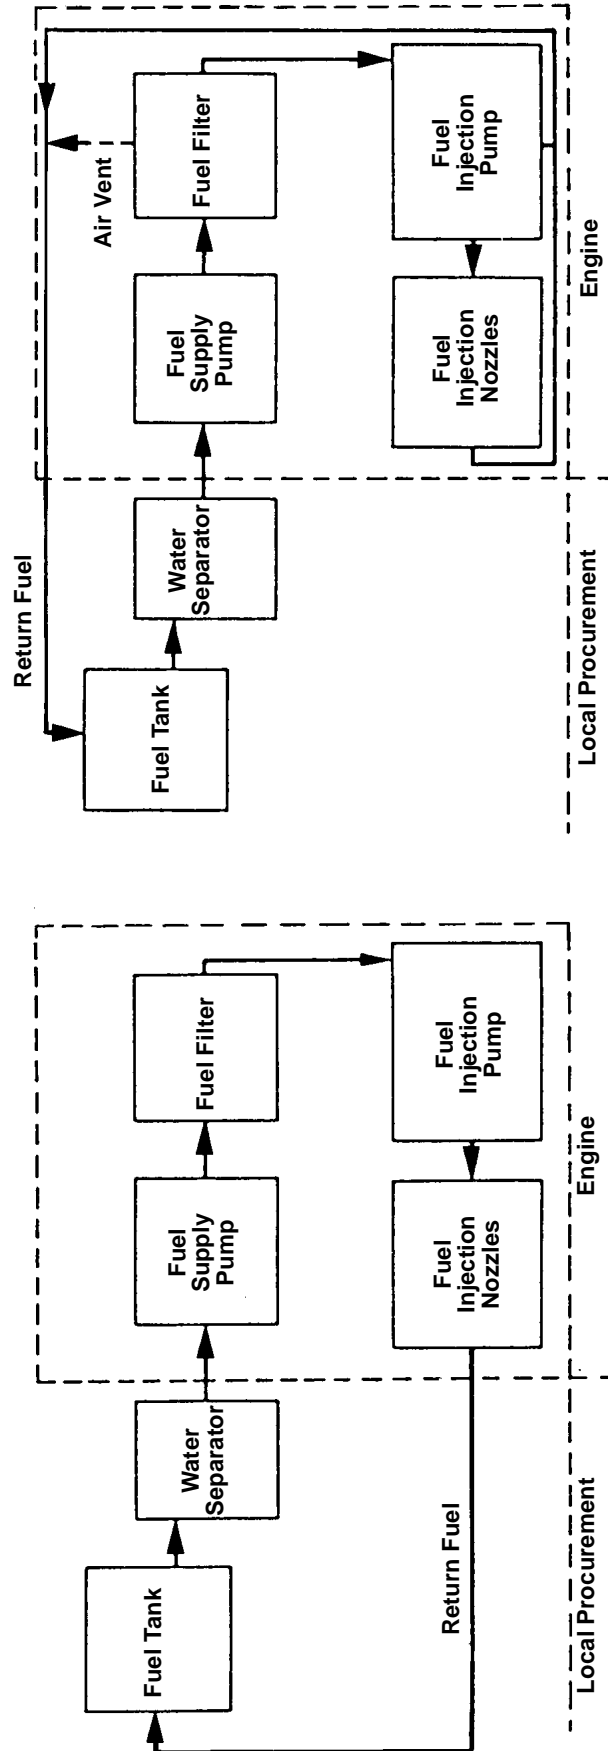 Fuel Tank
Water
Separator
Fuel
Supply
Pump
Fuel Filter
Fuel
Injection
Pump
Fuel
Injection
Nozzles
Return Fuel
Local Procurement
Engine
Return Fuel
Air Vent
Fuel Tank
Water
Separator
Fuel
Supply
Pump
Fuel Filter
Fuel
Injection
Pump
Fuel
Injection
Nozzles
Local Procurement
Engine